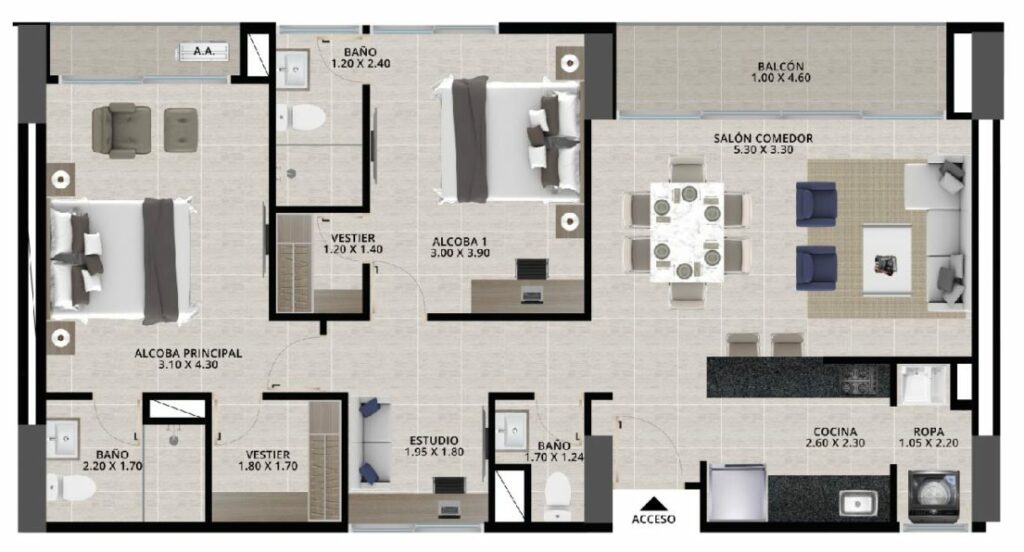 A.A.
BAÑO
1.20 X 2.40
BALCÓN
1.00 X 4.60
SALÓN COMEDOR
5.30 X 3.30
VESTIER
1.20 X 1.40
ALCOBA 1
3.00 X 3.90
ALCOBA PRINCIPAL
3.10 X 4.30
BAÑO
2.20 X 1.70
VESTIER
1.80 X 1.70
ESTUDIO
1.95 X 1.80
BAÑO
1.70 X 1.24
COCINA
2.60 X 2.30
ROPA
1.05 X 2.20
ACCESO